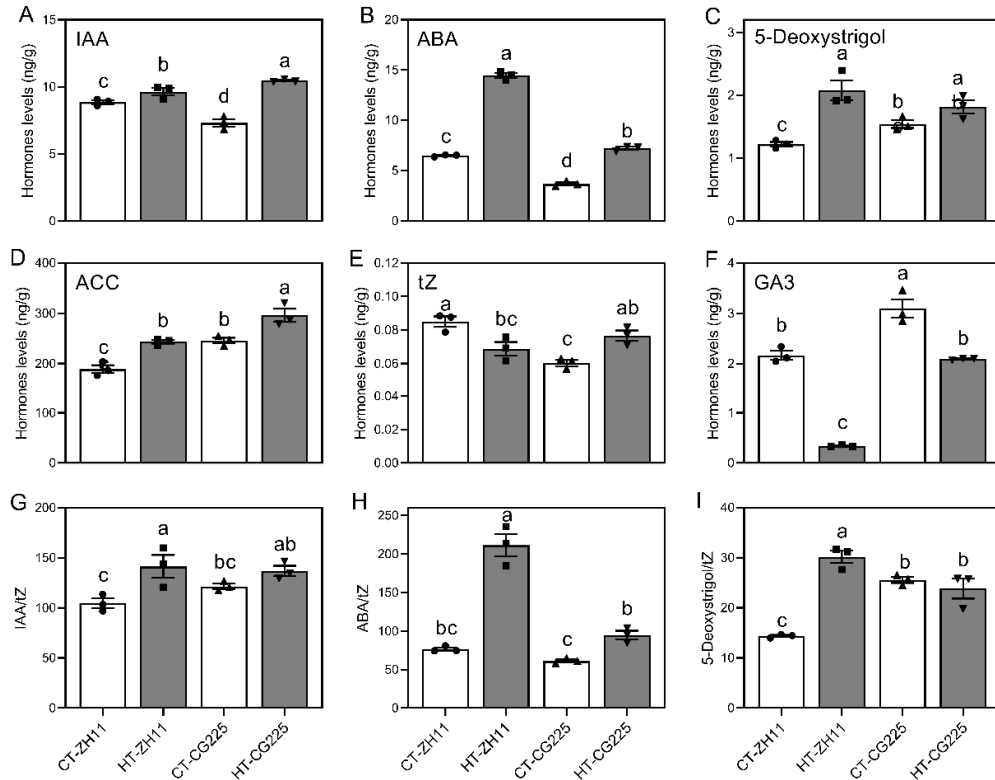 A
IAA
Hormones levels (ng/g)
15
10
5
0
c
b
d
a
B
ABA
Hormones levels (ng/g)
20
15
10
5
0
c
a
d
b
C
5-Deoxystrigol
Hormones levels (ng/g)
3
2
1
0
c
a
b
a
D
ACC
Hormones levels (ng/g)
400
300
200
100
0
c
b
b
a
E
tZ
Hormones levels (ng/g)
0.12
0.10
0.08
0.06
0.04
0.02
0.00
a
bc
c
ab
F
GA3
Hormones levels (ng/g)
4
3
2
1
0
b
c
a
b
G
IAA/tZ
200
150
100
50
0
c
a
bc
ab
CT-ZH11
HT-ZH11
CT-CG225
HT-CG225
H
ABA/tZ
250
200
150
100
50
0
bc
a
c
b
CT-ZH11
HT-ZH11
CT-CG225
HT-CG225
I
5-Deoxystrigol/tZ
40
30
20
10
0
c
a
b
b
CT-ZH11
HT-ZH11
CT-CG225
HT-CG225